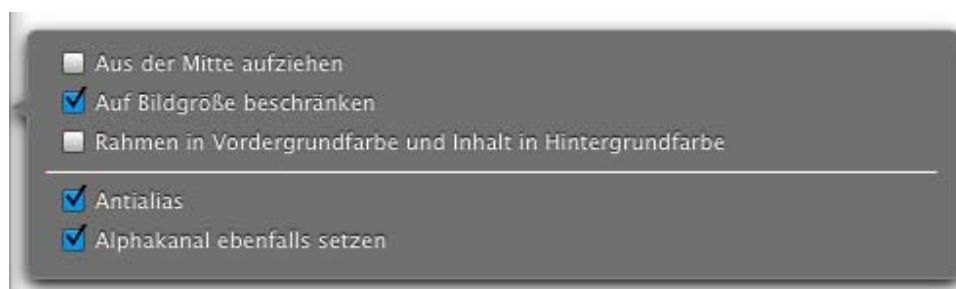 Aus der Mitte aufziehen
Auf Bildgröße beschränken
Rahmen in Vordergrundfarbe und Inhalt in Hintergrundfarbe
Antialias
Alphakanal ebenfalls setzen